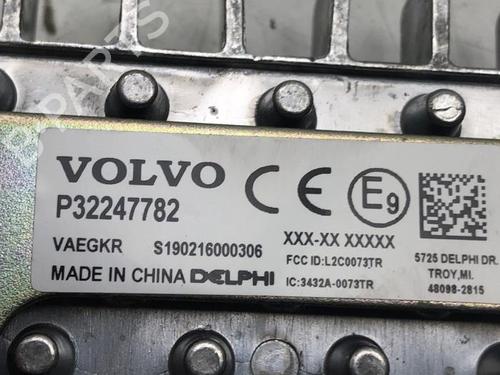 VOLVO
P32247782
VAEGKR S190216000306
MADE IN CHINA DELPHI
CE
E9
XXX-XX XXXXX
FCC ID:L2C0073TR
IC:3432A-0073TR
5725 DELPHI DR.
TROY,MI.
48098-2815